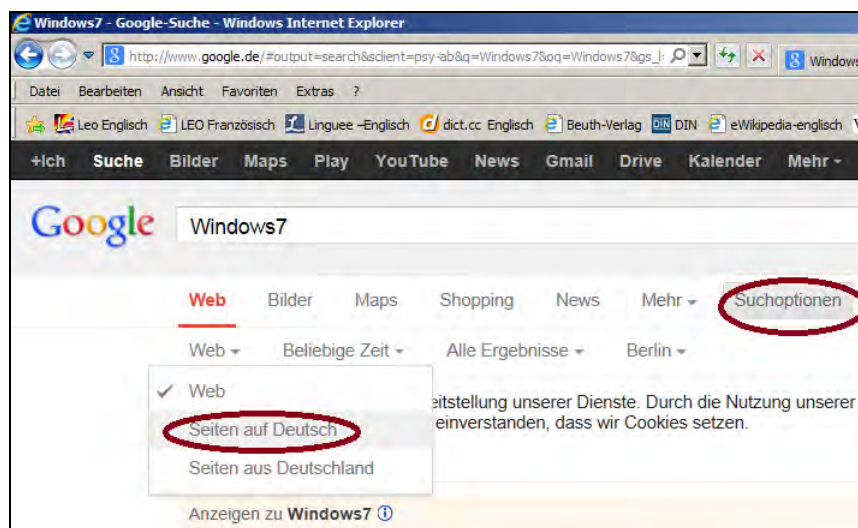 Windows7 - Google-Suche - Windows Internet Explorer
http://www.google.de/#output=search&sclient=psy-ab&q=Windows7&oq=Windows7&gs_l Windows
Datei Bearbeiten Ansicht Favoriten Extras ?
Leo Englisch LEO Französisch Linguee –Englisch dict.cc Englisch Beuth-Verlag DIN DIN eWikipedia-englisch
+Ich Suche Bilder Maps Play YouTube News Gmail Drive Kalender Mehr
Google Windows7
Web Bilder Maps Shopping News Mehr Suchoptionen
Web Beliebige Zeit Alle Ergebnisse Berlin
Web
eitstellung unserer Dienste. Durch die Nutzung unserer
Seiten auf Deutsch einverstanden, dass wir Cookies setzen.
Seiten aus Deutschland
Anzeigen zu Windows7